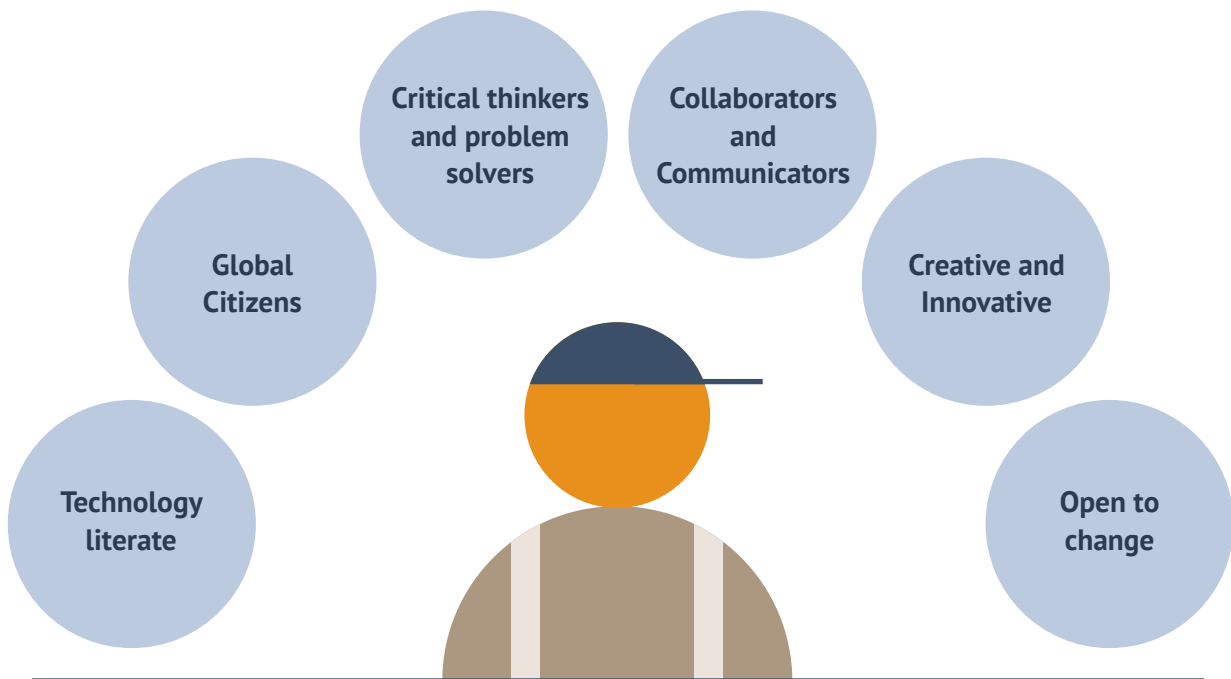 Critical thinkers
and problem
solvers
Collaborators
and
Communicators
Global
Citizens
Creative and
Innovative
Technology
literate
Open to
change